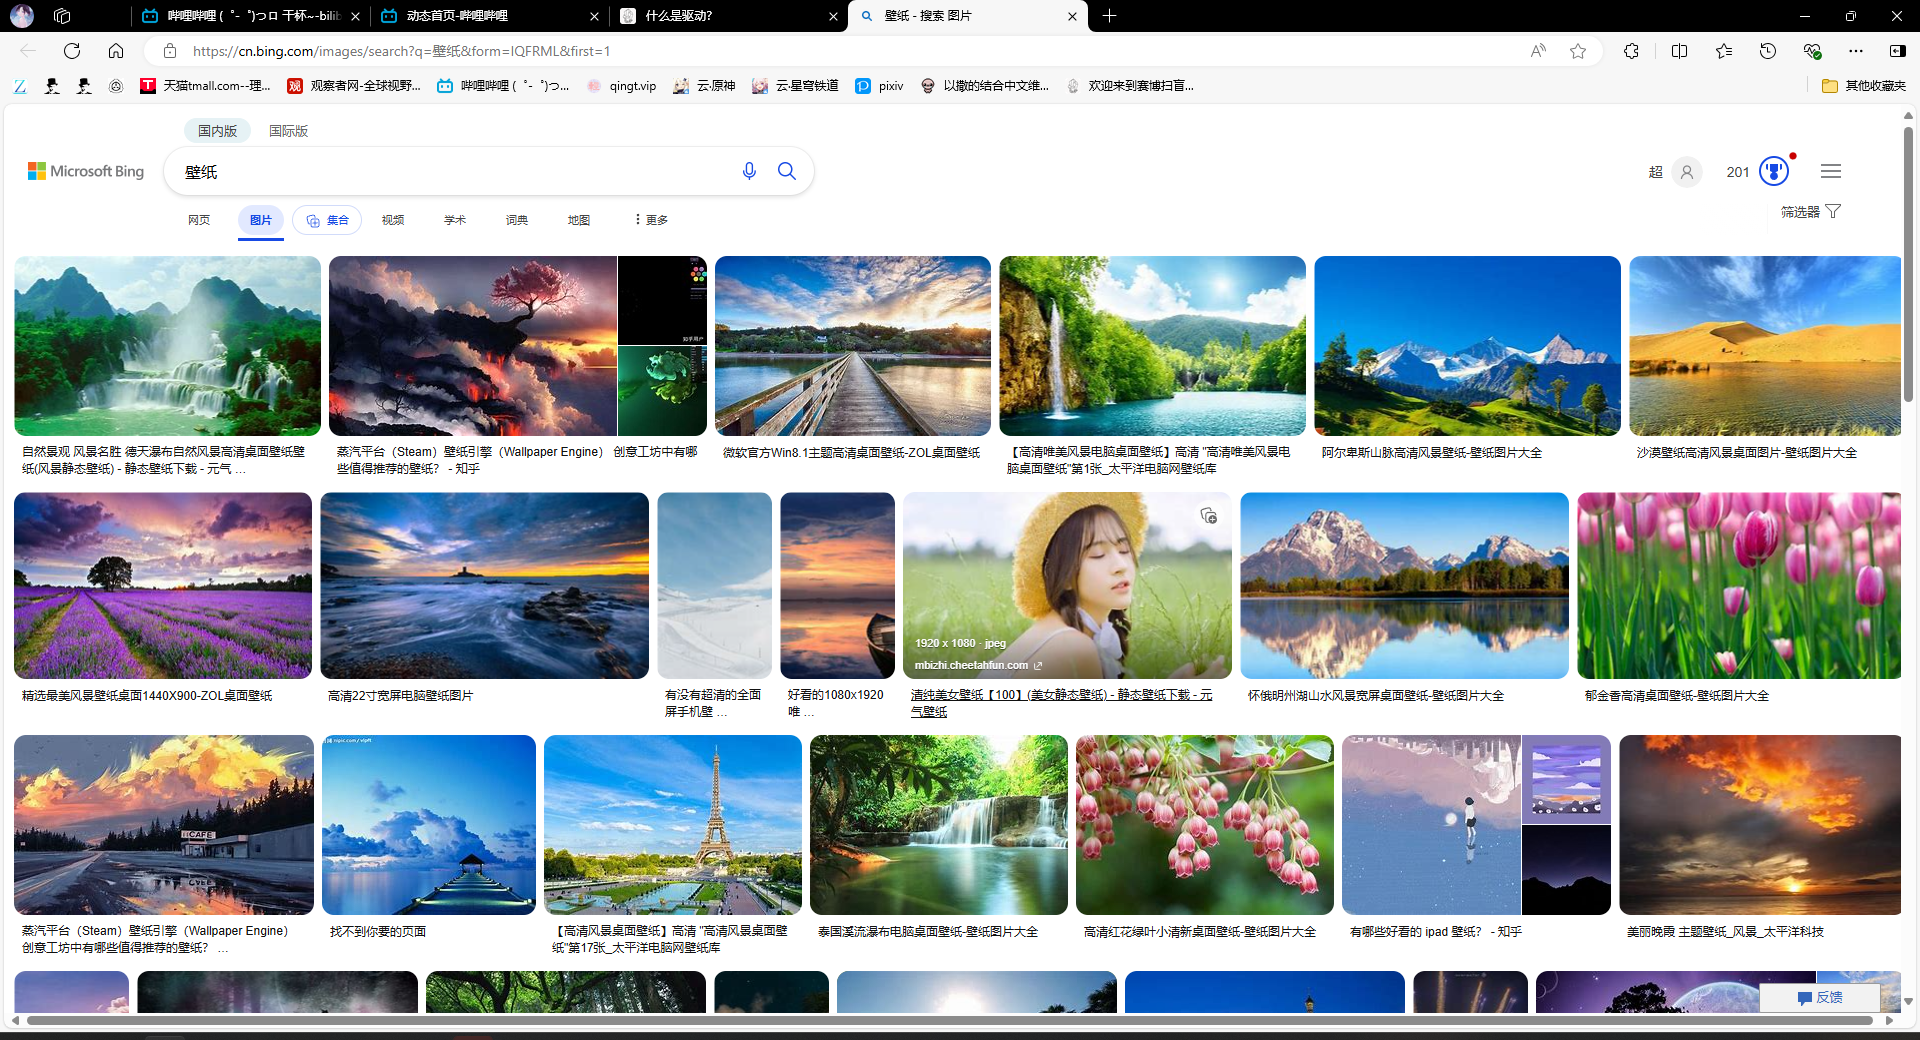 哔哩哔哩 (゜-゜)つロ 干杯~-bilib
动态首页-哔哩哔哩
什么是驱动?
壁纸 - 搜索 图片
https://cn.bing.com/images/search?q=壁纸&form=IQFRML&first=1
天猫tmall.com--理...
观察者网-全球视野...
哔哩哔哩 (゜-゜)つ...
qingt.vip
云·原神
云·星穹铁道
pixiv
以撒的结合中文维...
欢迎来到赛博扫盲...
其他收藏夹
国内版
国际版
Microsoft Bing
壁纸
超
201
网页
图片
集合
视频
学术
词典
地图
更多
筛选器
知乎用户
自然景观 风景名胜 德天瀑布自然风景高清桌面壁纸壁
纸(风景静态壁纸) - 静态壁纸下载 - 元气 ...
蒸汽平台（Steam）壁纸引擎（Wallpaper Engine） 创意工坊中有哪
些值得推荐的壁纸？ - 知乎
微软官方Win8.1主题高清桌面壁纸-ZOL桌面壁纸
【高清唯美风景电脑桌面壁纸】高清 "高清唯美风景电
脑桌面壁纸"第1张_太平洋电脑网壁纸库
阿尔卑斯山脉高清风景壁纸-壁纸图片大全
沙漠壁纸高清风景桌面图片-壁纸图片大全
1920 x 1080 · jpeg
mbizhi.cheetahfun.com
精选最美风景壁纸桌面1440X900-ZOL桌面壁纸
高清22寸宽屏电脑壁纸图片
有没有超清的全面
屏手机壁 ...
好看的1080x1920
唯 ...
清纯美女壁纸【100】(美女静态壁纸) - 静态壁纸下载 - 元
气壁纸
怀俄明州湖山水风景宽屏桌面壁纸-壁纸图片大全
郁金香高清桌面壁纸-壁纸图片大全
CAFE
蒸汽平台（Steam）壁纸引擎（Wallpaper Engine）
创意工坊中有哪些值得推荐的壁纸？ ...
找不到你要的页面
【高清风景桌面壁纸】高清 "高清风景桌面壁
纸"第17张_太平洋电脑网壁纸库
泰国溪流瀑布电脑桌面壁纸-壁纸图片大全
高清红花绿叶小清新桌面壁纸-壁纸图片大全
有哪些好看的 ipad 壁纸？ - 知乎
美丽晚霞 主题壁纸_风景_太平洋科技
反馈